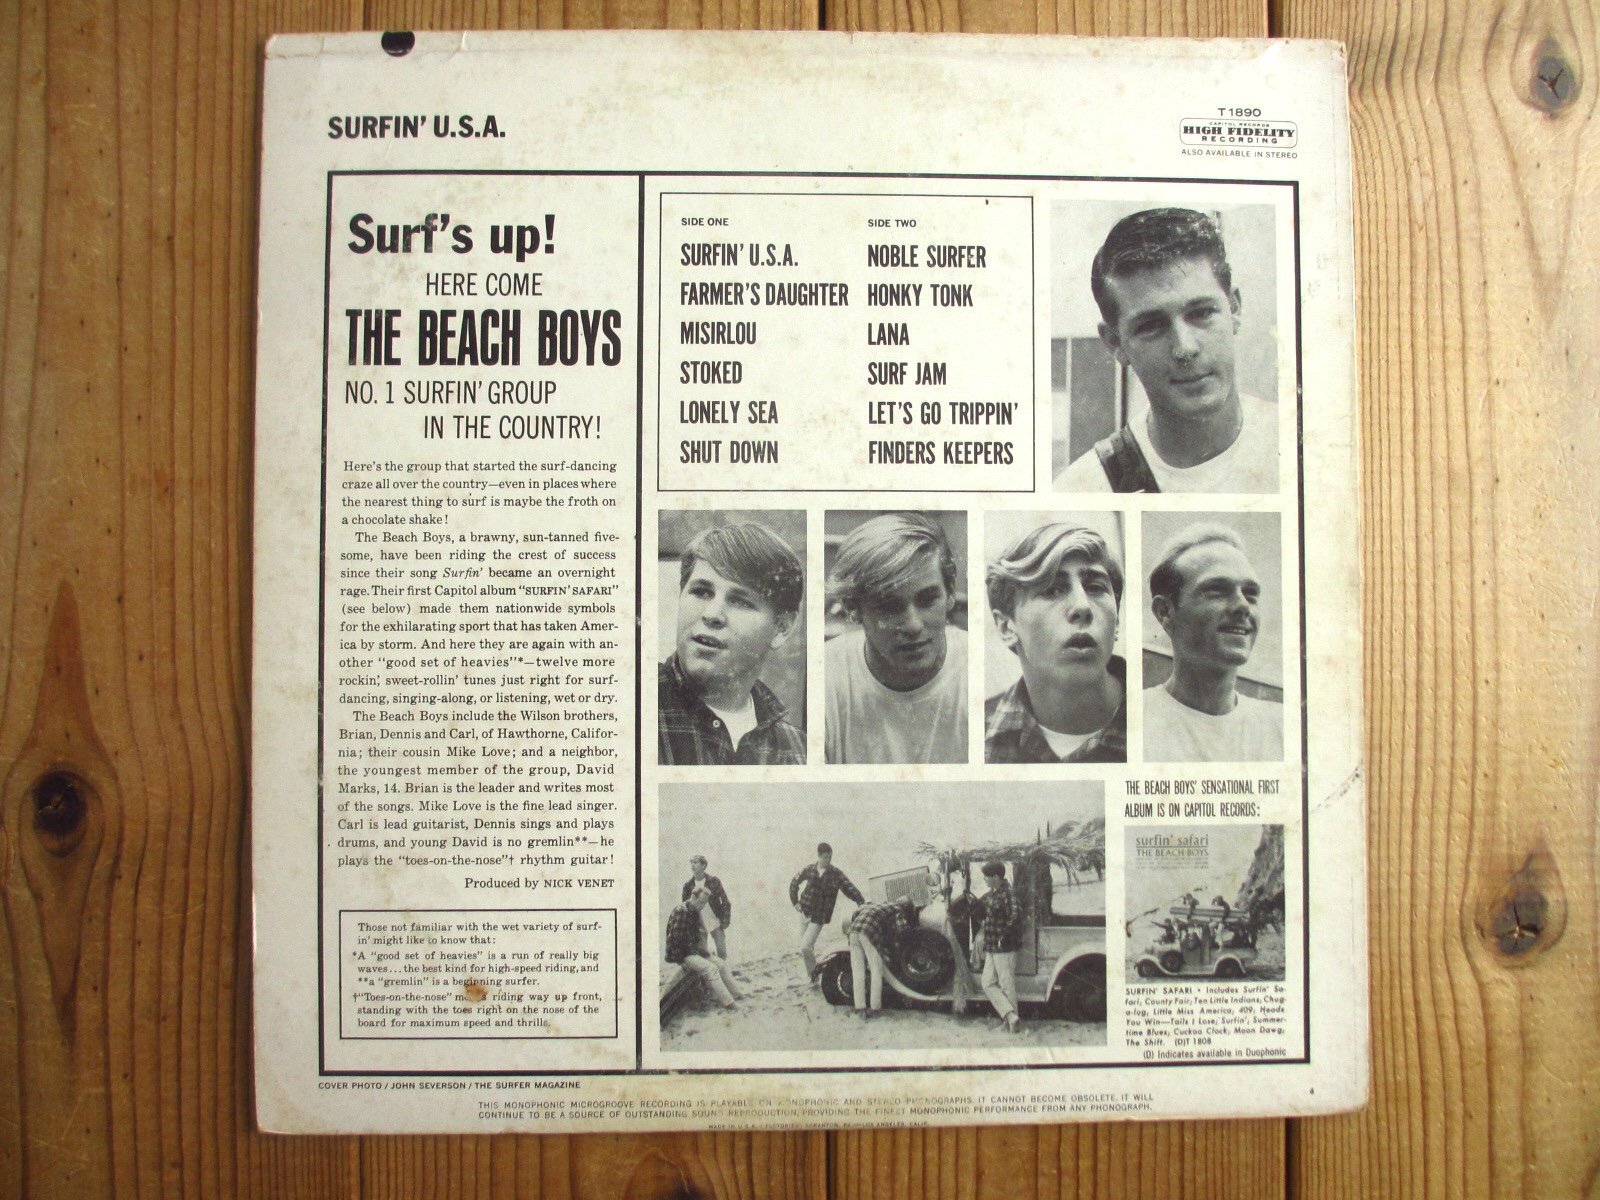 SURFIN' U.S.A.
T1890
CAPITOL RECORDS
HIGH FIDELITY
RECORDING
ALSO AVAILABLE IN STEREO
Surf's up!
HERE COME
THE BEACH BOYS
NO. 1 SURFIN' GROUP
IN THE COUNTRY!
Here's the group that started the surf-dancing
craze all over the country—even in places where
the nearest thing to surf is maybe the froth on
a chocolate shake!
The Beach Boys, a brawny, sun-tanned five-
some, have been riding the crest of success
since their song Surfin' became an overnight
rage. Their first Capitol album "SURFIN' SAFARI"
(see below) made them nationwide symbols
for the exhilarating sport that has taken Amer-
ica by storm. And here they are again with an-
other "good set of heavies"*—twelve more
rockin', sweet-rollin' tunes just right for surf-
dancing, singing-along, or listening, wet or dry.
The Beach Boys include the Wilson brothers,
Brian, Dennis and Carl, of Hawthorne, Califor-
nia; their cousin Mike Love; and a neighbor,
the youngest member of the group, David
Marks, 14. Brian is the leader and writes most
of the songs. Mike Love is the fine lead singer.
Carl is lead guitarist, Dennis sings and plays
drums, and young David is no gremlin**—he
plays the "toes-on-the-nose"† rhythm guitar!
Produced by NICK VENET
Those not familiar with the wet variety of surf-
in' might like to know that:
*A "good set of heavies" is a run of really big
waves...the best kind for high-speed riding, and
**a "gremlin" is a beginning surfer.
†"Toes-on-the-nose" riding way up front,
standing with the toes right on the nose of the
board for maximum speed and thrills.
SIDE ONE
SURFIN' U.S.A.
FARMER'S DAUGHTER
MISIRLOU
STOKED
LONELY SEA
SHUT DOWN
SIDE TWO
NOBLE SURFER
HONKY TONK
LANA
SURF JAM
LET'S GO TRIPPIN'
FINDERS KEEPERS
THE BEACH BOYS' SENSATIONAL FIRST
ALBUM IS ON CAPITOL RECORDS:
surfin' safari
THE BEACH BOYS
SURFIN' SAFARI • Includes Surfin' Sa-
fari, County Fair, Ten Little Indians, Chug-
a-lug, Little Miss America, 409, Heads
You Win—Tails I Lose, Surfin', Summer-
time Blues, Cuckoo Clock, Moon Dawg,
The Shift. (D)T 1808
(D) Indicates available in Duophonic
COVER PHOTO / JOHN SEVERSON / THE SURFER MAGAZINE
THIS MONOPHONIC MICROGROOVE RECORDING IS PLAYABLE ON MONOPHONIC AND STEREO PHONOGRAPHS. IT CANNOT BECOME OBSOLETE. IT WILL
CONTINUE TO BE A SOURCE OF OUTSTANDING SOUND REPRODUCTION, PROVIDING THE FINEST MONOPHONIC PERFORMANCE FROM ANY PHONOGRAPH.
MADE IN U.S.A.